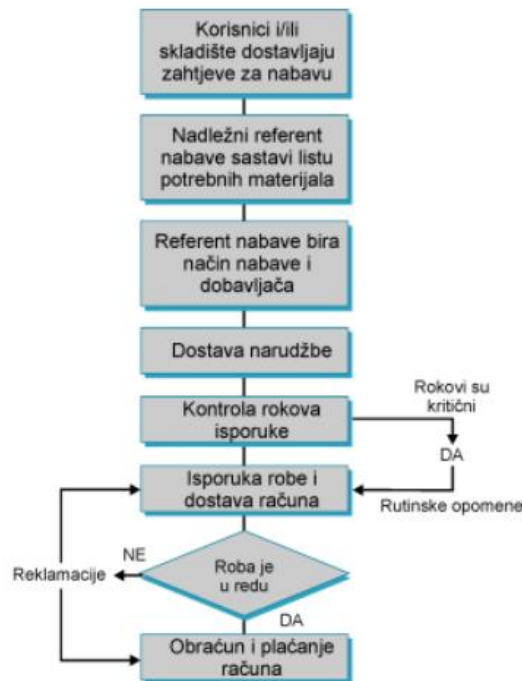 Korisnici i/ili
skladište dostavljaju
zahtjeve za nabavu
Nadležni referent
nabave sastavi listu
potrebnih materijala
Referent nabave bira
način nabave i
dobavljača
Dostava narudžbe
Kontrola rokova
isporuke
Rokovi su
kritični
DA
Rutinske opomene
Isporuka robe i
dostava računa
NE
Reklamacije
Roba je
u redu
DA
Obračun i plaćanje
računa